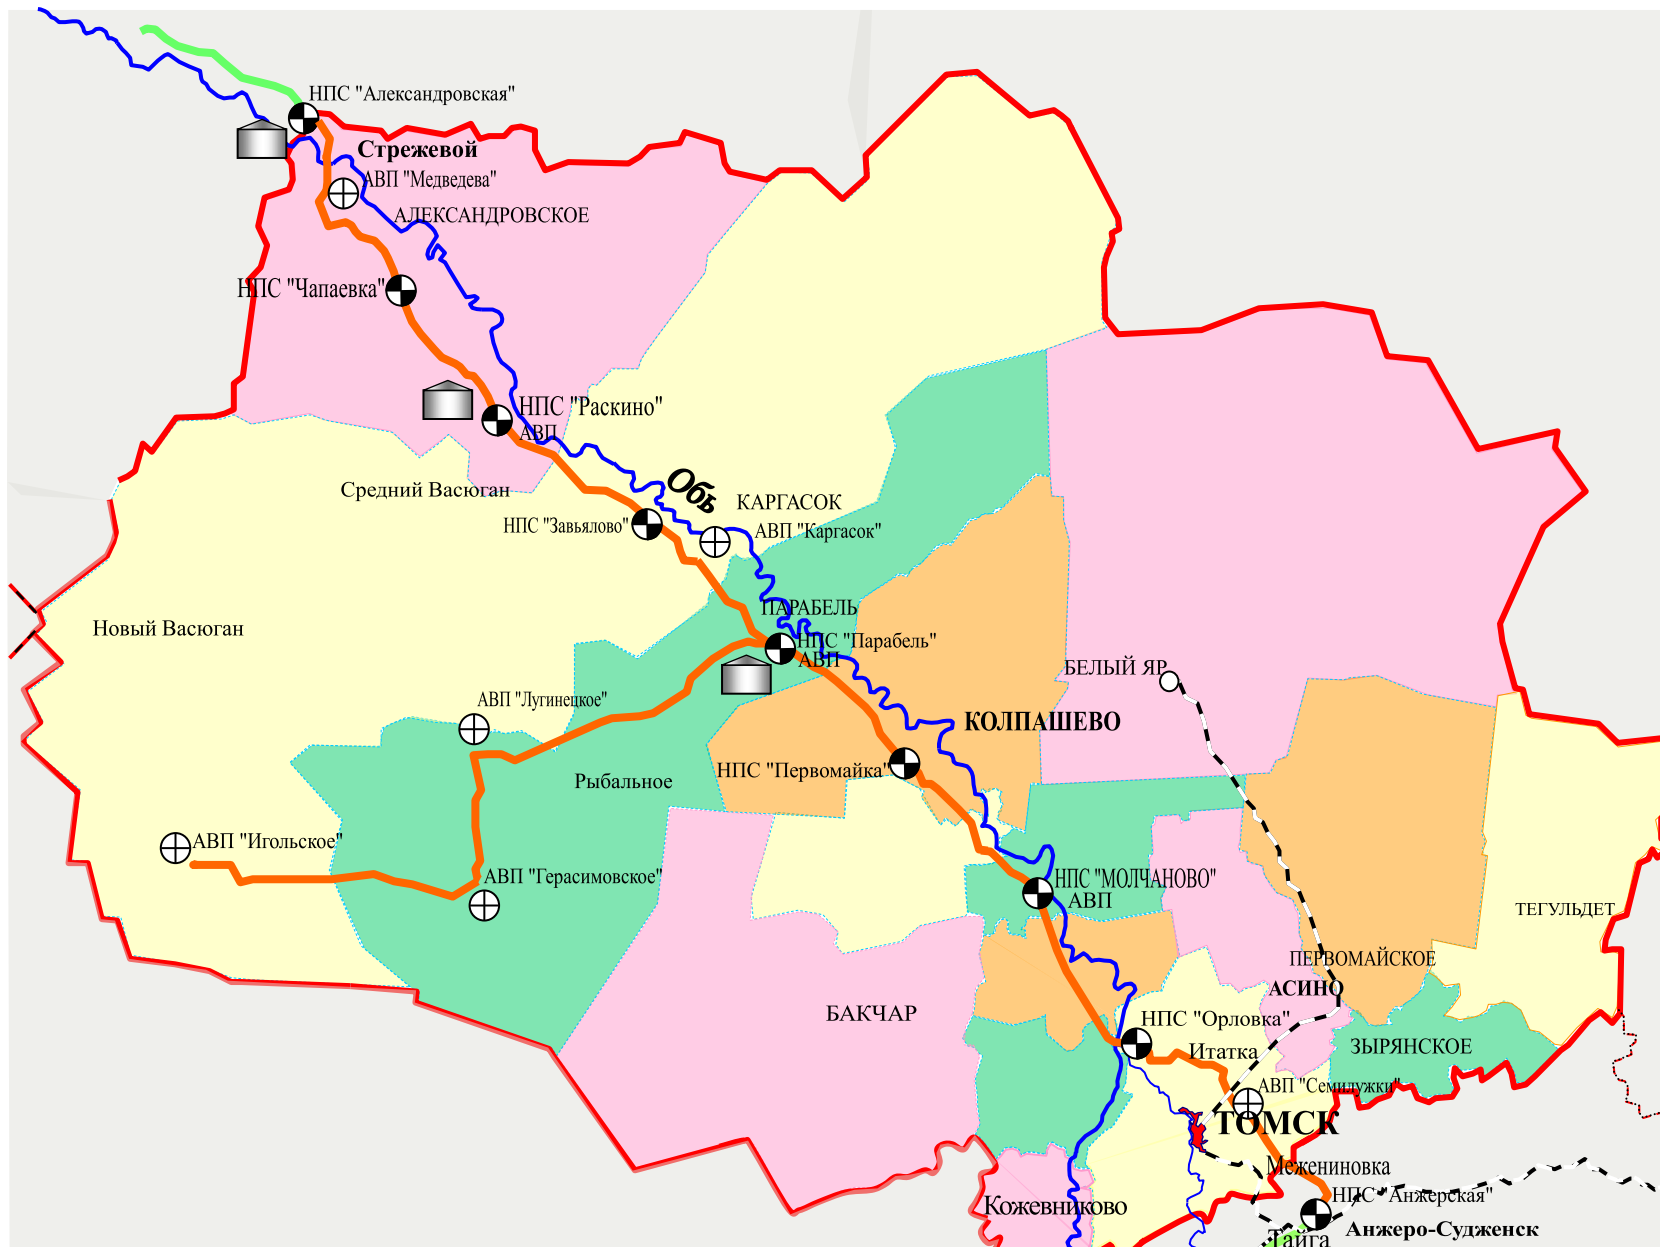 НПС "Александровская"
Стрежевой
АВП "Медведева"
АЛЕКСАНДРОВСКОЕ
НПС "Чапаевка"
НПС "Раскино"
АВП
Средний Васюган
Обь
КАРГАСОК
НПС "Завьялово"
АВП "Каргасок"
ПАРАБЕЛЬ
Новый Васюган
НПС "Парабель"
АВП
БЕЛЫЙ ЯР
АВП "Лугинецкое"
КОЛПАШЕВО
НПС "Первомайка"
Рыбальное
АВП "Игольское"
АВП "Герасимовское"
НПС "МОЛЧАНОВО"
АВП
ТЕГУЛЬДЕТ
ПЕРВОМАЙСКОЕ
АСИНО
БАКЧАР
НПС "Орловка"
Итатка
ЗЫРЯНСКОЕ
АВП "Семилужки"
ТОМСК
Межениновка
НПС "Анжерская"
Кожевниково
Анжеро-Судженск
Тайга